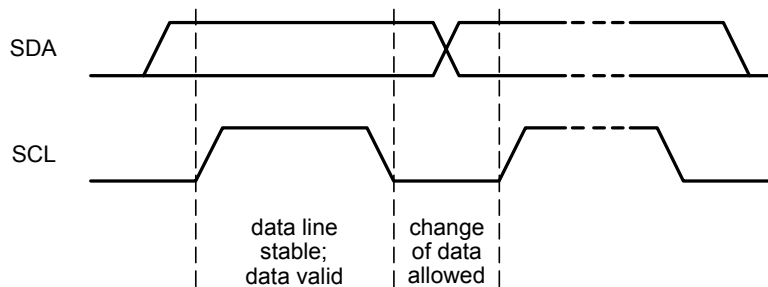 SDA
SCL
data line
stable;
data valid
change
of data
allowed